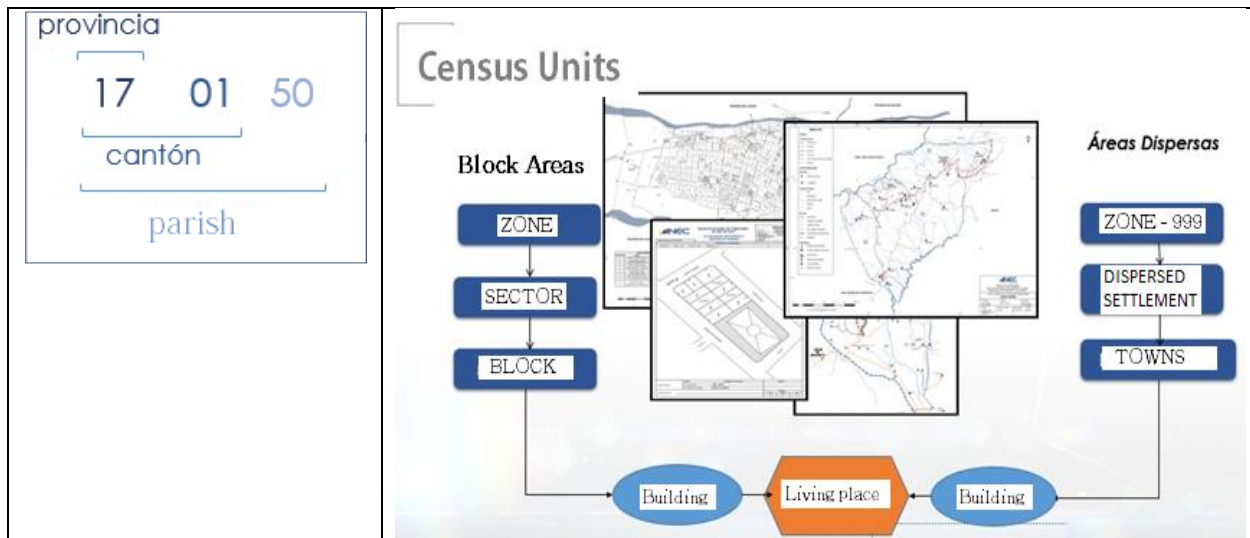 provincia
17 01 50
cantón
parish
Census Units
Block Areas
ZONE
SECTOR
BLOCK
INEC
Áreas Dispersas
ZONE - 999
DISPERSED
SETTLEMENT
TOWNS
Building
Living place
Building